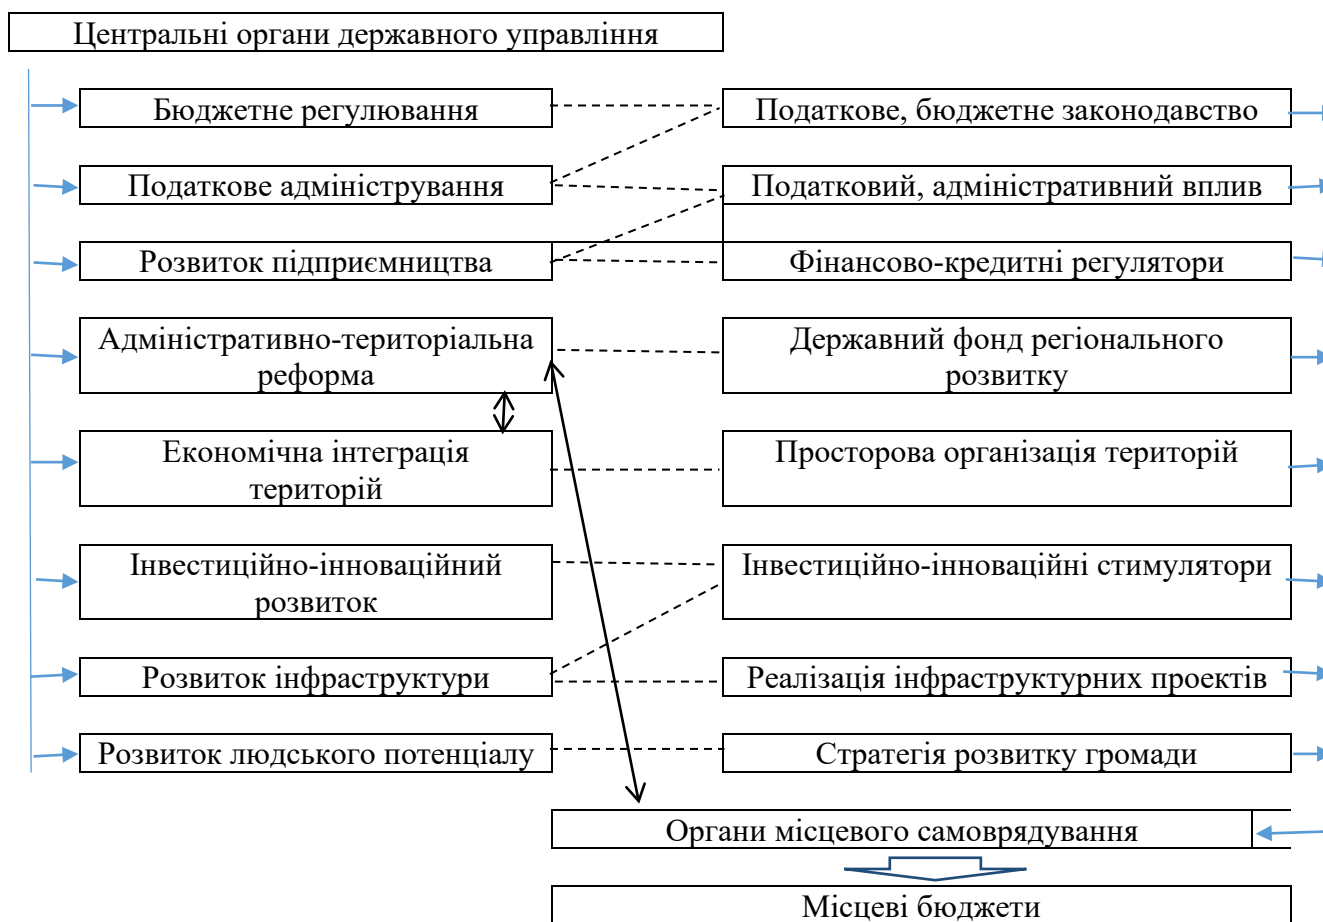 Центральні органи державного управління
Бюджетне регулювання
Податкове, бюджетне законодавство
Податкове адміністрування
Податковий, адміністративний вплив
Розвиток підприємництва
Фінансово-кредитні регулятори
Адміністративно-територіальна
реформа
Державний фонд регіонального
розвитку
Економічна інтеграція
територій
Просторова організація територій
Інвестиційно-інноваційний
розвиток
Інвестиційно-інноваційні стимулятори
Розвиток інфраструктури
Реалізація інфраструктурних проектів
Розвиток людського потенціалу
Стратегія розвитку громади
Органи місцевого самоврядування
Місцеві бюджети